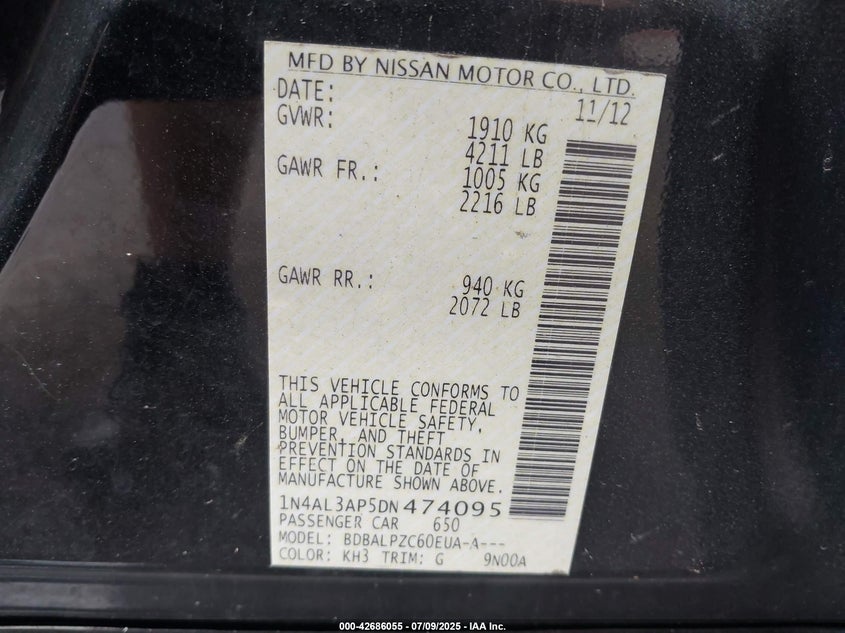 MFD BY NISSAN MOTOR CO., LTD.
DATE: 11/12
GVWR: 1910 KG
4211 LB
GAWR FR.: 1005 KG
2216 LB
GAWR RR.: 940 KG
2072 LB
THIS VEHICLE CONFORMS TO
ALL APPLICABLE FEDERAL
MOTOR VEHICLE SAFETY,
BUMPER, AND THEFT
PREVENTION STANDARDS IN
EFFECT ON THE DATE OF
MANUFACTURE SHOWN ABOVE.
1N4AL3AP5DN474095
PASSENGER CAR 650
MODEL: BDBALPZC60EUA-A---
COLOR: KH3 TRIM: G 9N00A
000-42686055 - 07/09/2025 - IAA Inc.